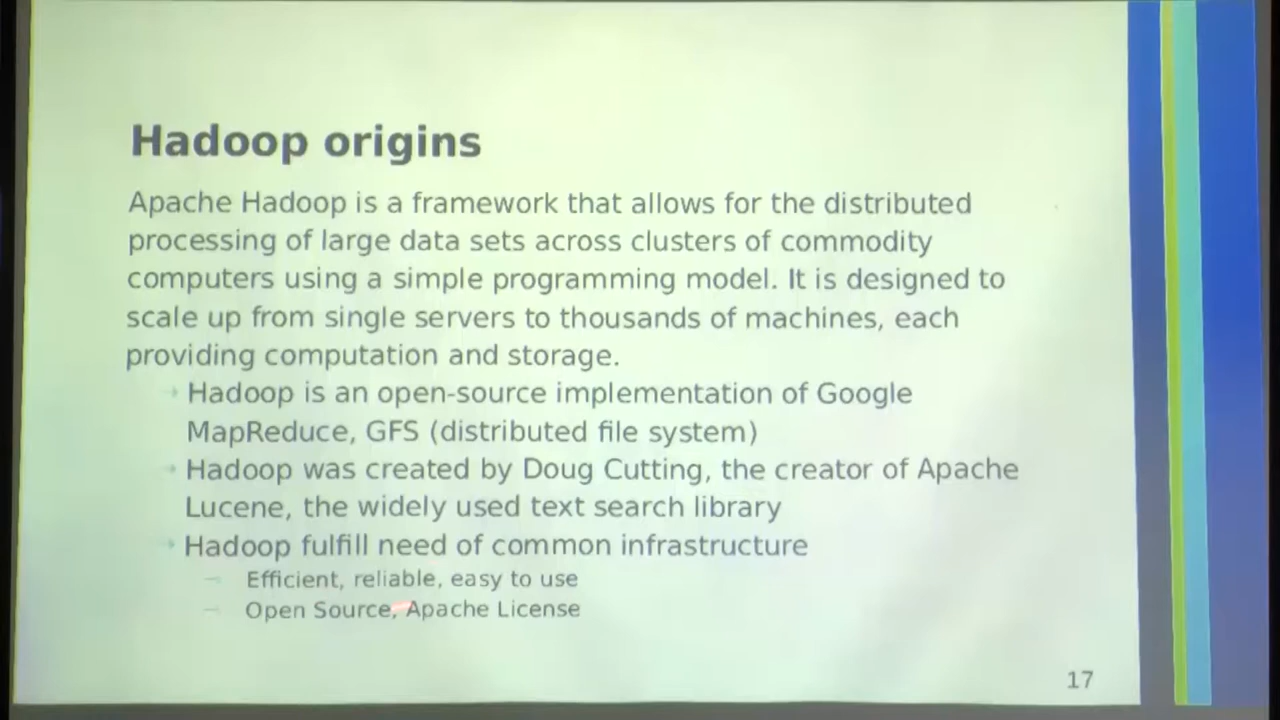 Hadoop origins
Apache Hadoop is a framework that allows for the distributed
processing of large data sets across clusters of commodity
computers using a simple programming model. It is designed to
scale up from single servers to thousands of machines, each
providing computation and storage.
Hadoop is an open-source implementation of Google
MapReduce, GFS (distributed file system)
Hadoop was created by Doug Cutting, the creator of Apache
Lucene, the widely used text search library
Hadoop fulfill need of common infrastructure
Efficient, reliable, easy to use
Open Source, Apache License
17